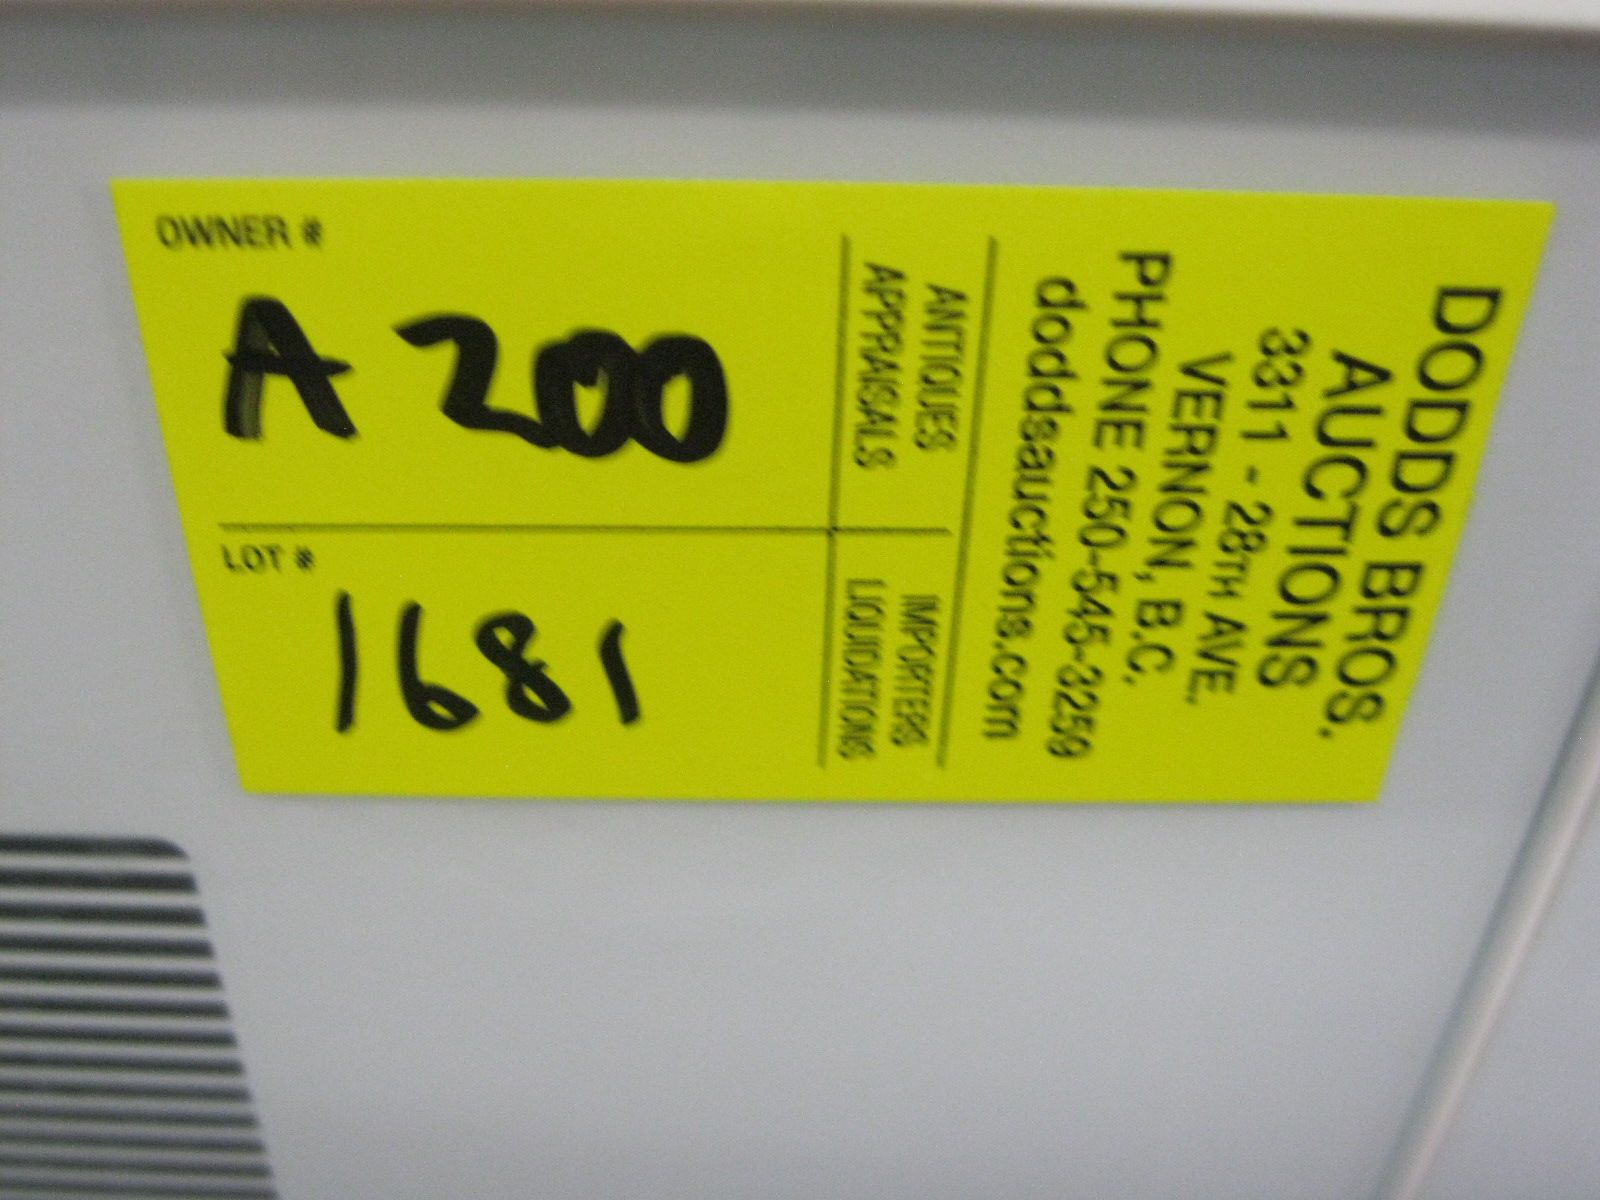 OWNER #
A 200
LOT #
1681
DODDS BROS.
AUCTIONS
3311 - 28TH AVE.
VERNON, B.C.
PHONE 250-545-3259
doddsauctions.com
ANTIQUES
APPRAISALS
IMPORTERS
LIQUIDATIONS